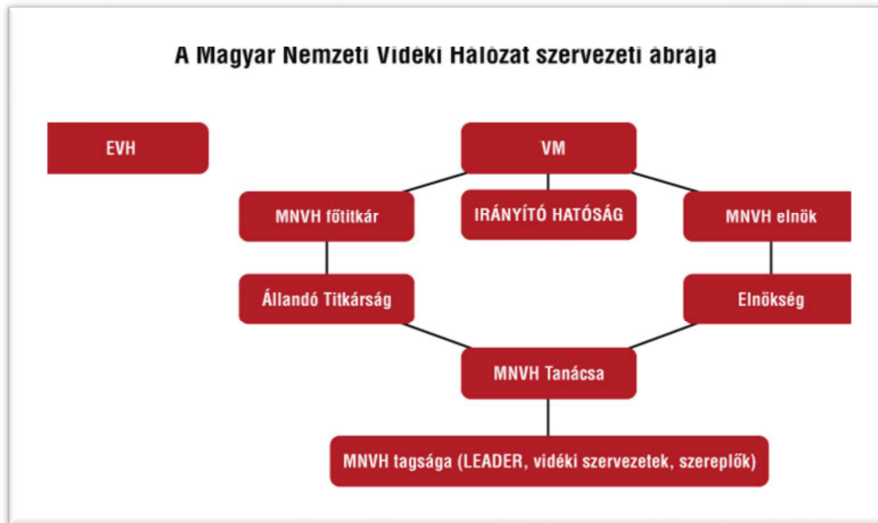 A Magyar Nemzeti Vidéki Hálózat szervezeti ábrája
EVH
VM
MNVH főtitkár
IRÁNYÍTÓ HATÓSÁG
MNVH elnök
Állandó Titkárság
Elnökség
MNVH Tanácsa
MNVH tagsága (LEADER, vidéki szervezetek, szereplők)